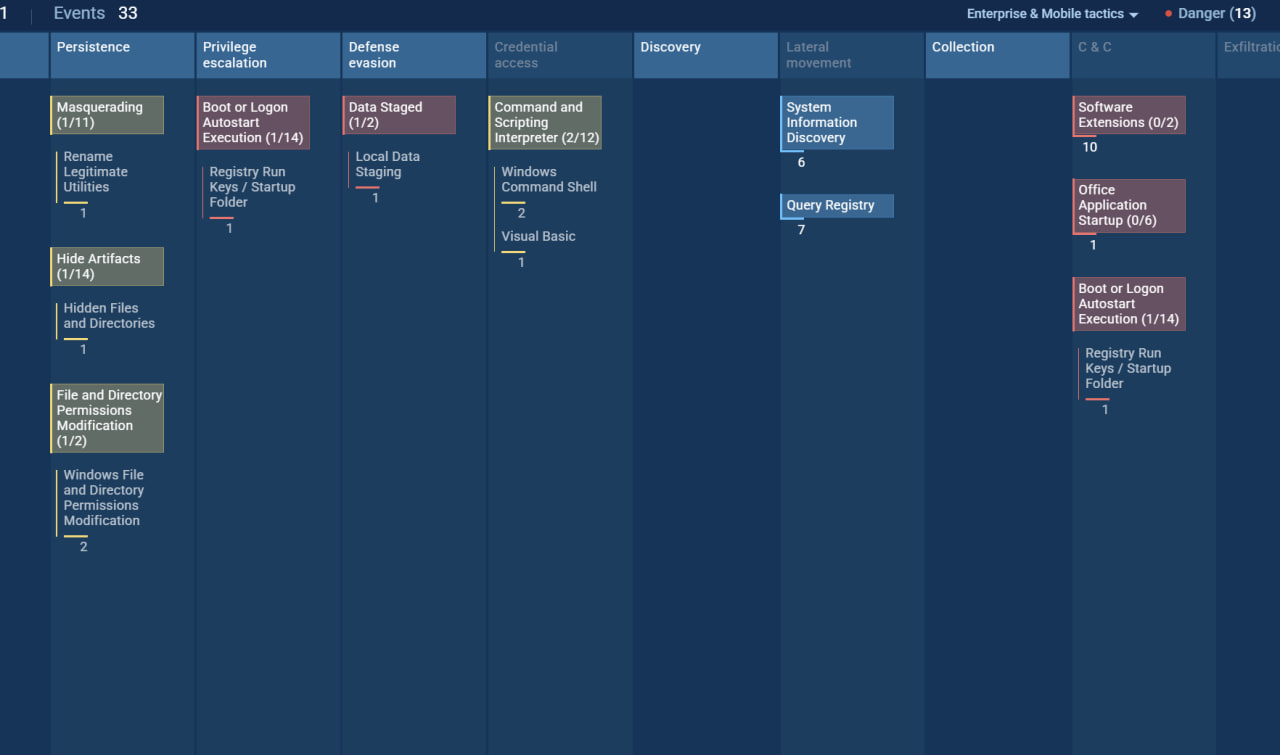 1
Events 33
Enterprise & Mobile tactics
Danger (13)
Persistence
Privilege
escalation
Defense
evasion
Credential
access
Discovery
Lateral
movement
Collection
C & C
Exfiltratio
Masquerading
(1/11)
Rename
Legitimate
Utilities
1
Hide Artifacts
(1/14)
Hidden Files
and Directories
1
File and Directory
Permissions
Modification
(1/2)
Windows File
and Directory
Permissions
Modification
2
Boot or Logon
Autostart
Execution (1/14)
Registry Run
Keys / Startup
Folder
1
Data Staged
(1/2)
Local Data
Staging
1
Command and
Scripting
Interpreter (2/12)
Windows
Command Shell
2
Visual Basic
1
System
Information
Discovery
6
Query Registry
7
Software
Extensions (0/2)
10
Office
Application
Startup (0/6)
1
Boot or Logon
Autostart
Execution (1/14)
Registry Run
Keys / Startup
Folder
1